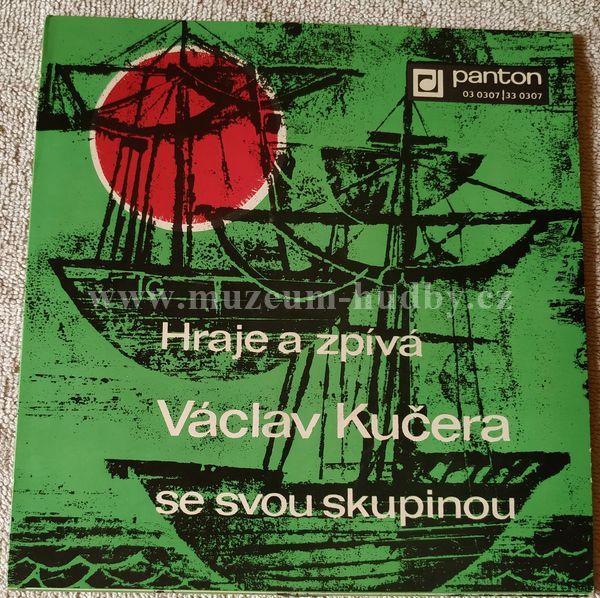 panton
03 0307 | 33 0307
G
www.muzeum-hudby.cz
Hraje a zpívá
Václav Kučera
se svou skupinou